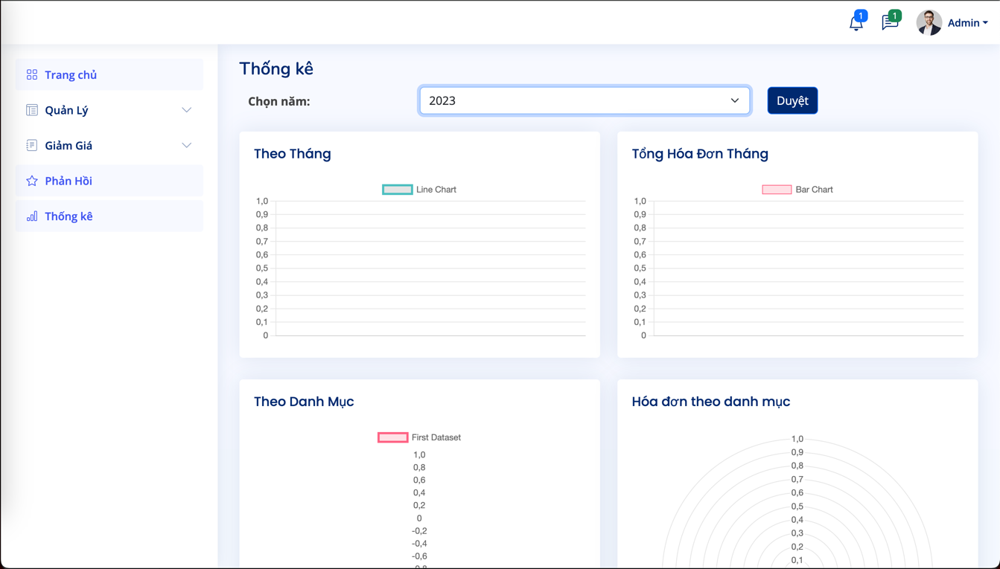 1
1
Admin
Trang chủ
Quản Lý
Giảm Giá
Phản Hồi
Thống kê
Thống kê
Chọn năm:
2023
Duyệt
Theo Tháng
Line Chart
1,0
0,9
0,8
0,7
0,6
0,5
0,4
0,3
0,2
0,1
0
Tổng Hóa Đơn Tháng
Bar Chart
1,0
0,9
0,8
0,7
0,6
0,5
0,4
0,3
0,2
0,1
0
Theo Danh Mục
First Dataset
1,0
0,8
0,6
0,4
0,2
0
-0,2
-0,4
-0,6
Hóa đơn theo danh mục
1,0
0,9
0,8
0,7
0,6
0,5
0,4
0,3
0,2
0,1